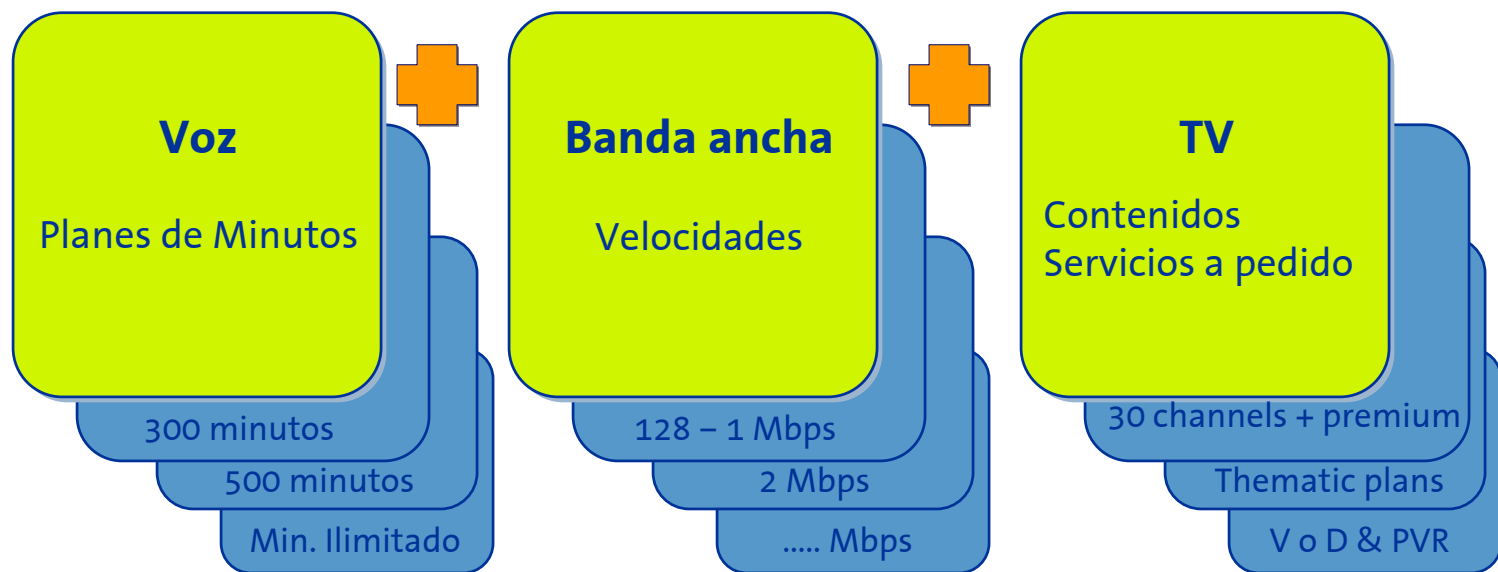 Voz
Planes de Minutos
300 minutos
500 minutos
Min. Ilimitado
Banda ancha
Velocidades
128 – 1 Mbps
2 Mbps
..... Mbps
TV
Contenidos
Servicios a pedido
30 channels + premium
Thematic plans
V o D & PVR